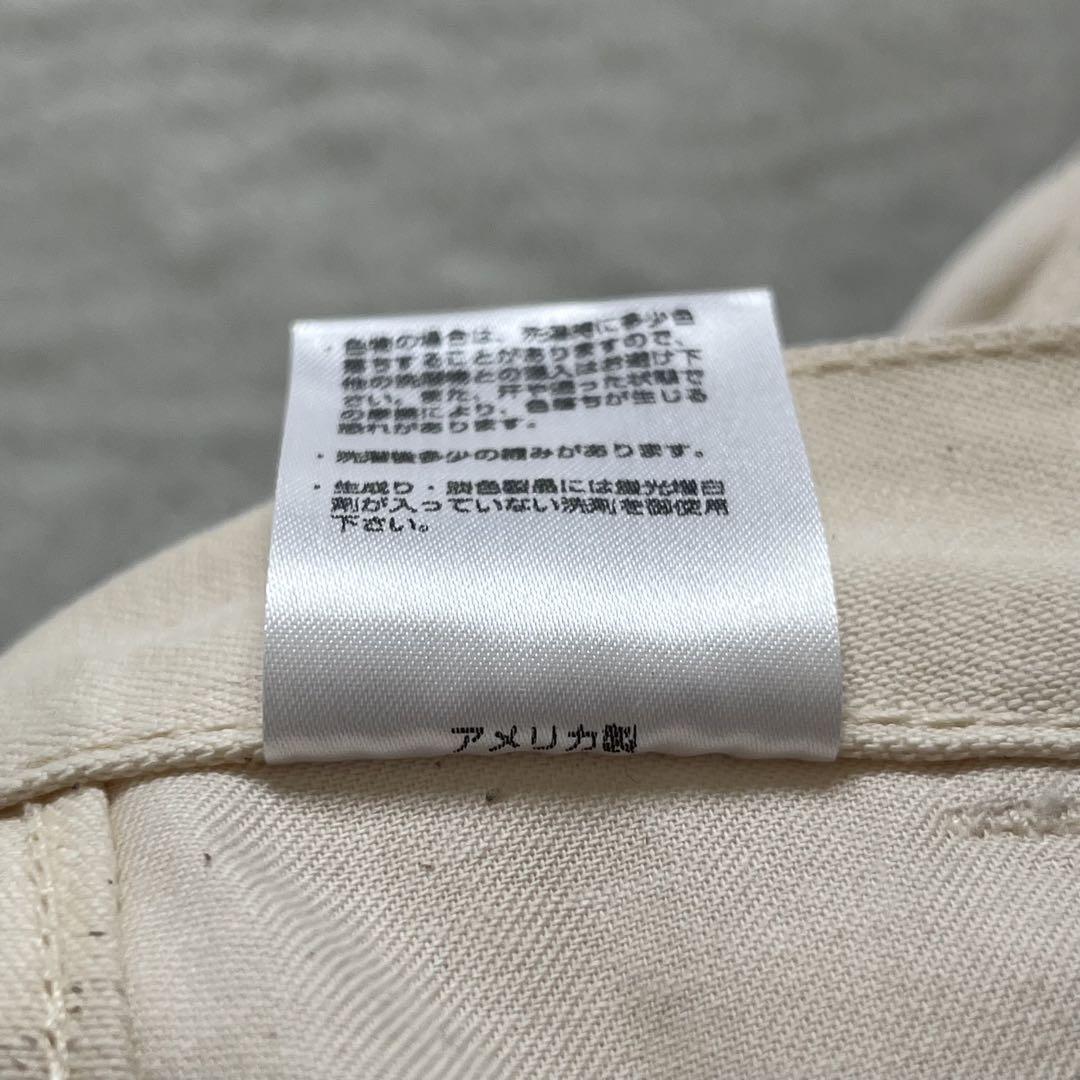 ・色物の場合は、洗濯時に多少色
落ちすることがありますので、
他の洗濯物との混入はお避け下
さい。また、汗や湿った状態で
の摩擦により、色落ちが生じる
恐れがあります。
・洗濯後多少の縮みがあります。
・生成り・淡色製品には蛍光増白
剤が入っていない洗剤を御使用
下さい。
アメリカ製